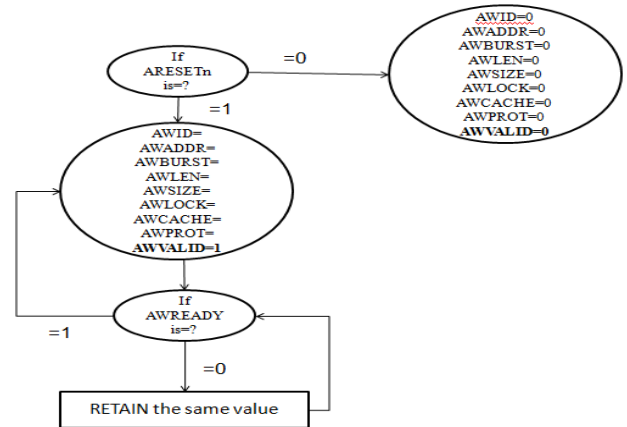 If
ARESETn
is=?
=0
AWID=0
AWADDR=0
AWBURST=0
AWLEN=0
AWSIZE=0
AWLOCK=0
AWCACHE=0
AWPROT=0
AWVALID=0
=1
AWID=
AWADDR=
AWBURST=
AWLEN=
AWSIZE=
AWLOCK=
AWCACHE=
AWPROT=
AWVALID=1
If
AWREADY
is=?
=1
=0
RETAIN the same value